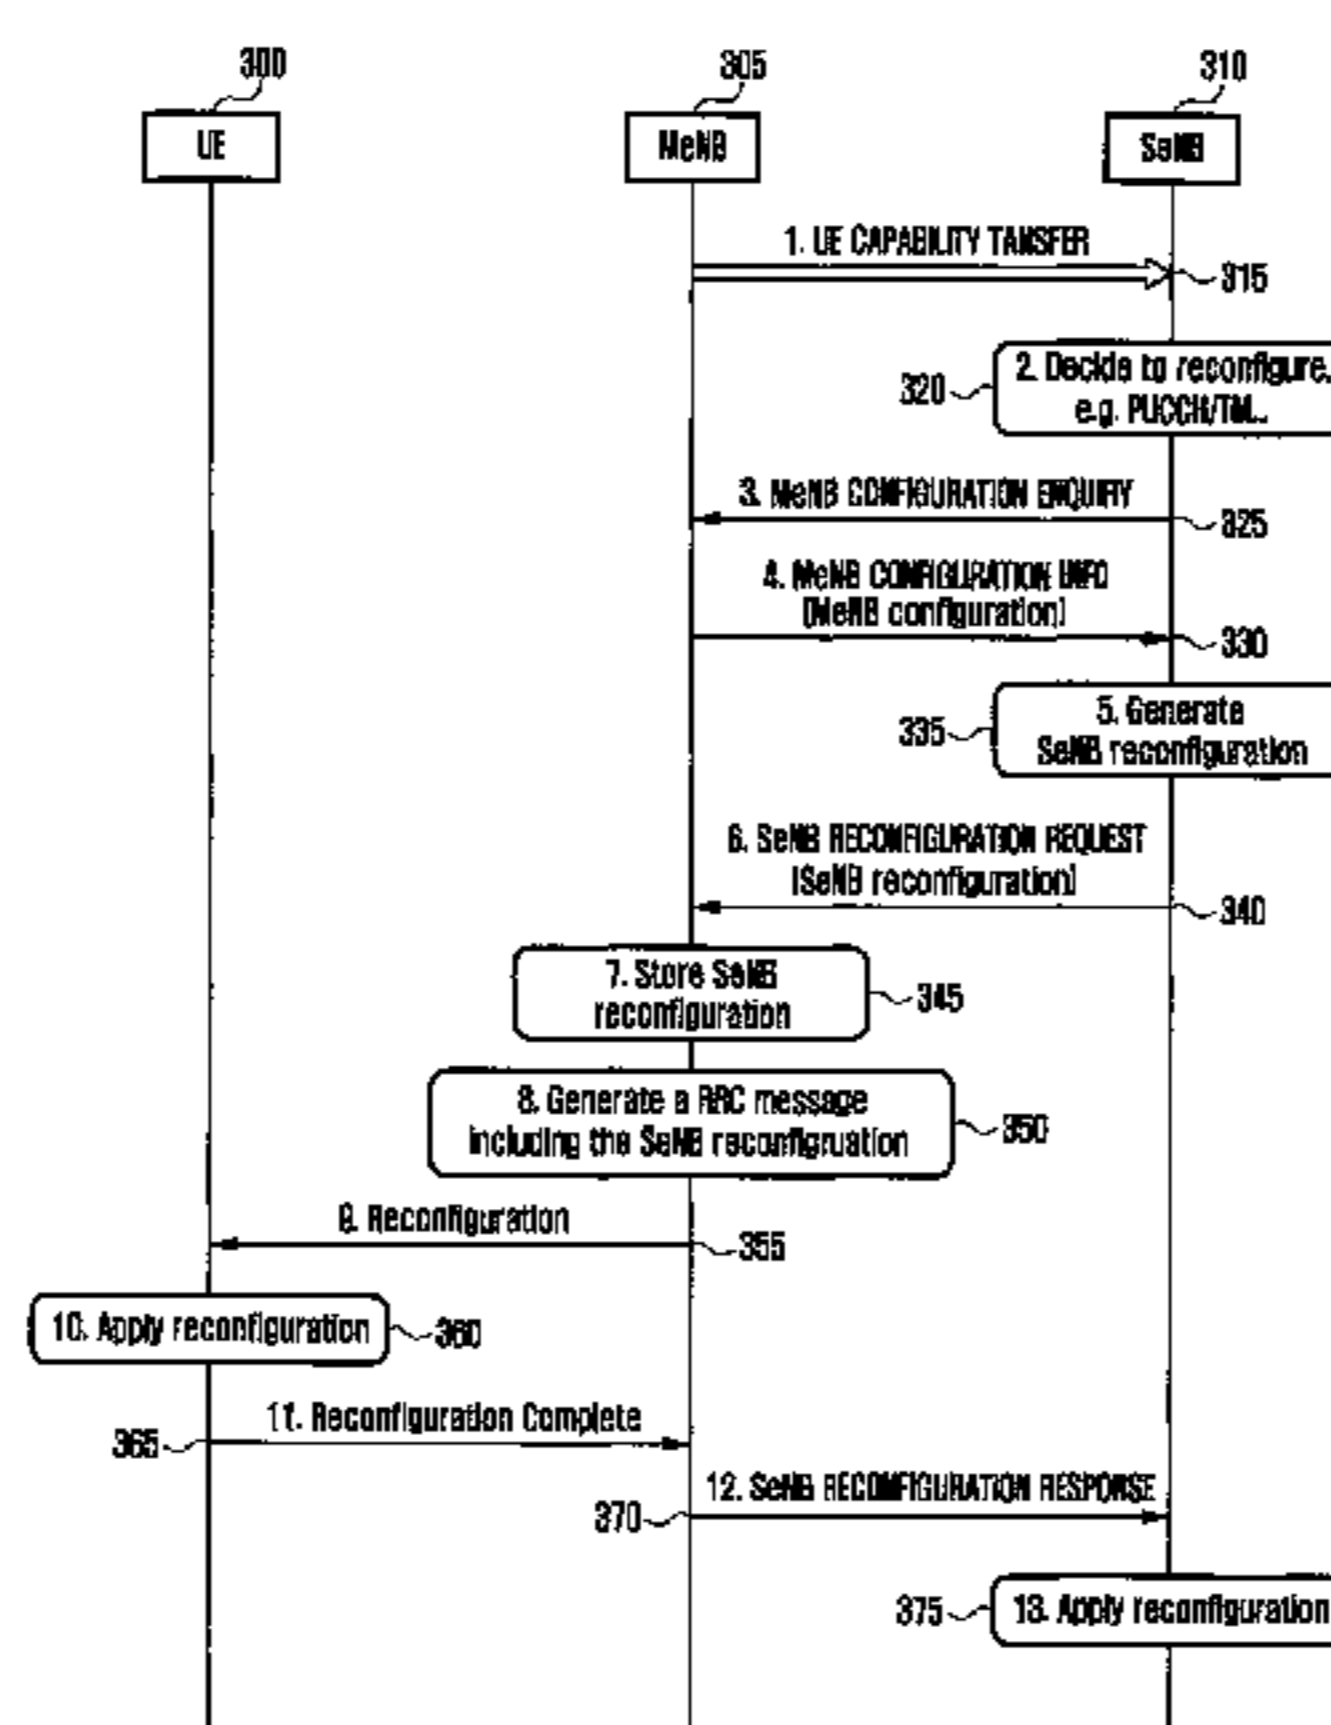 300
305
310
UE
MeNB
SeNB
1. UE CAPABILITY TANSFER
315
2. Decide to reconfigure,
e.g. PUCCH/TM..
320
3. MeNB CONFIGURATION ENQUIRY
325
4. MeNB CONFIGURATION INFO
(MeNB configuration)
330
5. Generate
SeNB reconfiguration
335
6. SeNB RECONFIGURATION REQUEST
(SeNB reconfiguration)
340
7. Store SeNB
reconfiguration
345
8. Generate a RRC message
including the SeNB reconfigruation
350
9. Reconfiguration
355
10. Apply reconfiguration
360
11. Reconfiguration Complete
365
12. SeNB RECONFIGURATION RESPONSE
370
375
13. Apply reconfiguration